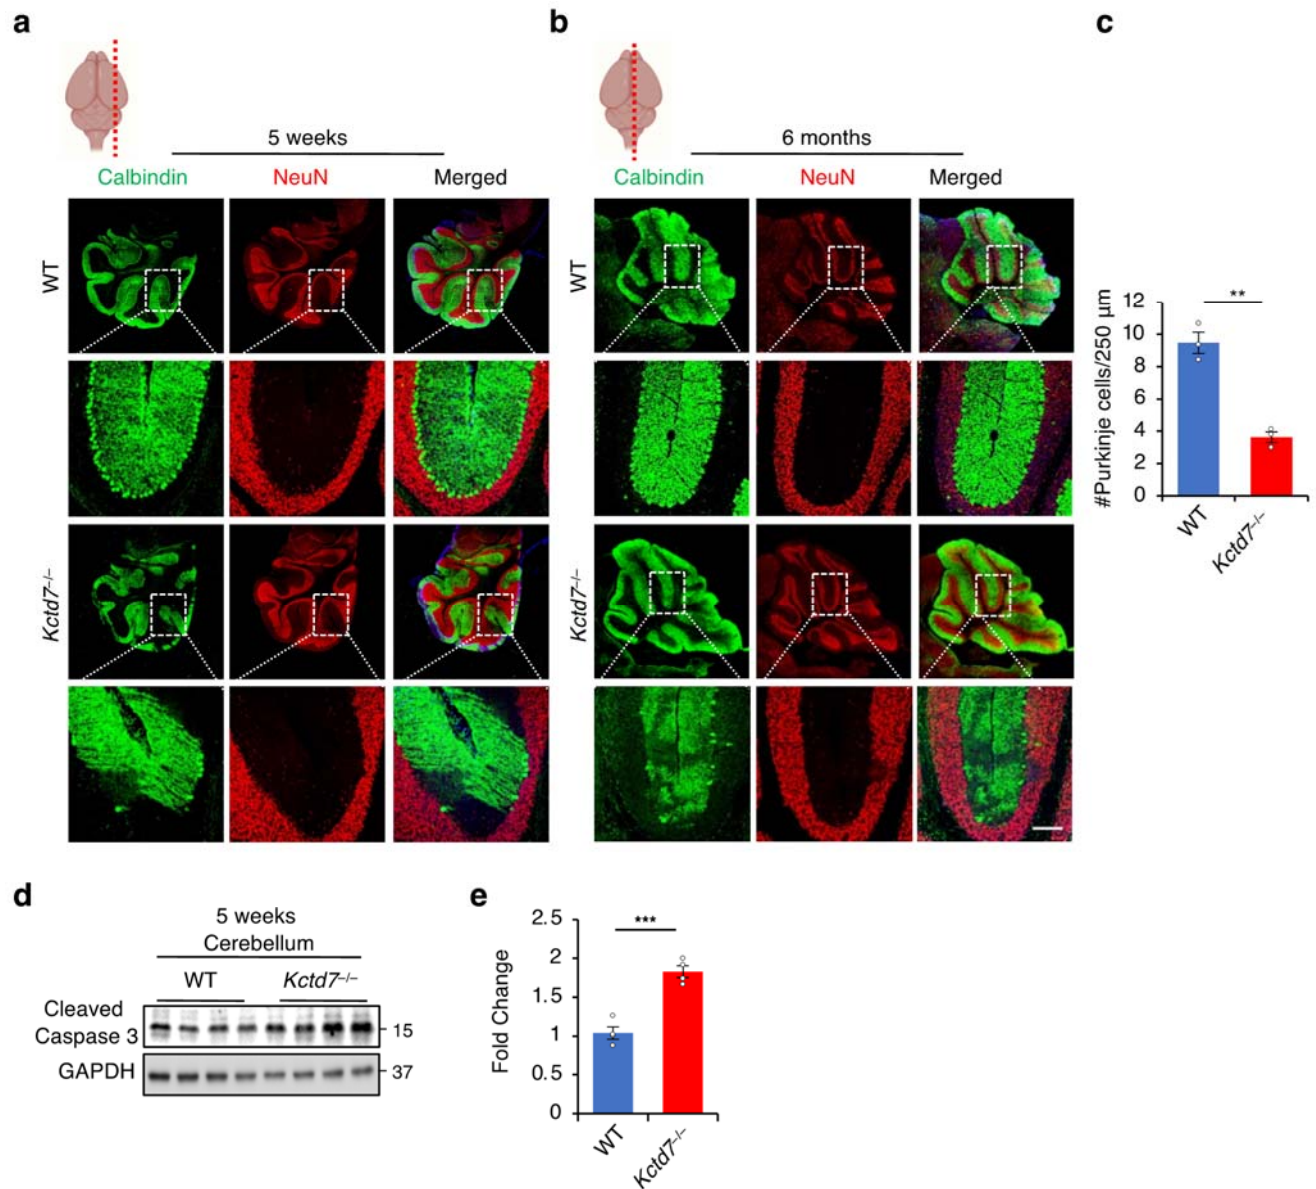 a
b
c
5 weeks
6 months
Calbindin NeuN Merged
Calbindin NeuN Merged
WT
WT
Kctd7–/–
Kctd7–/–
#Purkinje cells/250 μm
12
10
8
6
4
2
0
**
WT
Kctd7–/–
d
5 weeks
Cerebellum
WT Kctd7–/–
Cleaved
Caspase 3
15
GAPDH
37
e
Fold Change
2.5
2
1.5
1
0.5
0
***
WT
Kctd7–/–